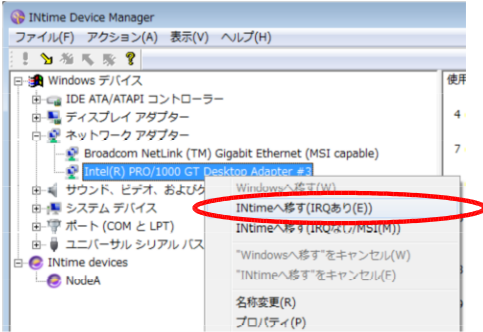 INtime Device Manager
ファイル(F) アクション(A) 表示(V) ヘルプ(H)
Windows デバイス
使用
IDE ATA/ATAPI コントローラー
ディスプレイ アダプター
4
ネットワーク アダプター
Broadcom NetLink (TM) Gigabit Ethernet (MSI capable)
7
Intel(R) PRO/1000 GT Desktop Adapter #3
サウンド、ビデオ、およびゲ
Windowsへ移す(W)
システム デバイス
INtimeへ移す(IRQあり(E))
ポート (COM と LPT)
INtimeへ移す(IRQなし/MSI(M))
ユニバーサル シリアル バス
"Windowsへ移す"をキャンセル(W)
INtime devices
"INtimeへ移す"をキャンセル(F)
NodeA
名称変更(R)
プロパティ(P)